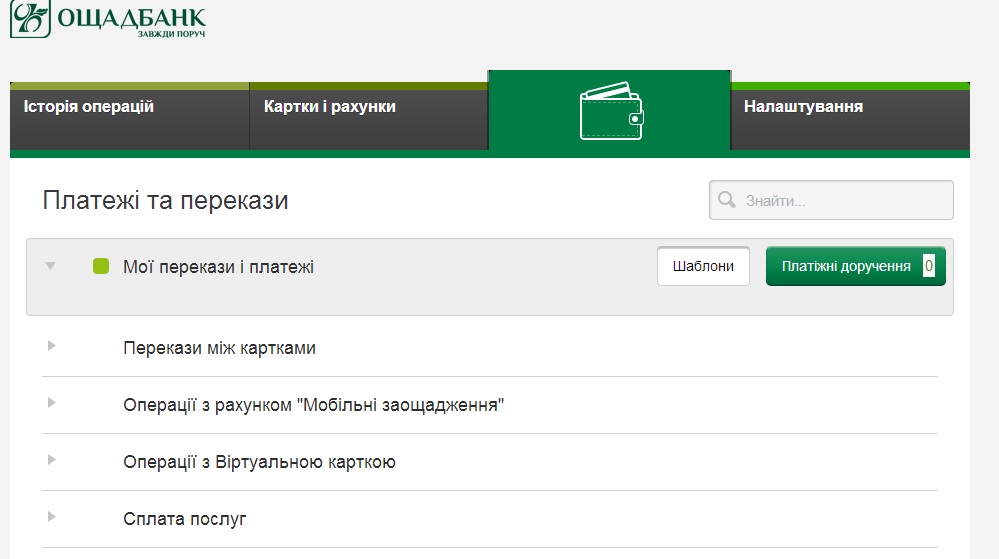 ОЩАДБАНК
ЗАВЖДИ ПОРУЧ
Історія операцій
Картки і рахунки
Налаштування
Платежі та перекази
Знайти...
Мої перекази і платежі
Шаблони
Платіжні доручення 0
Перекази між картками
Операції з рахунком "Мобільні заощадження"
Операції з Віртуальною карткою
Сплата послуг